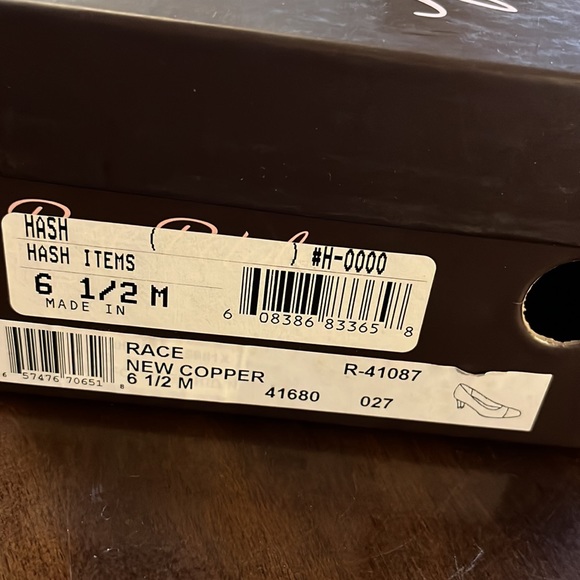 HASH ( ) #H-0000
HASH ITEMS
6 1/2 M
MADE IN
6 08386 83365 8
RACE R-41087
NEW COPPER
6 1/2 M 41680 027
6 57476 70651 8